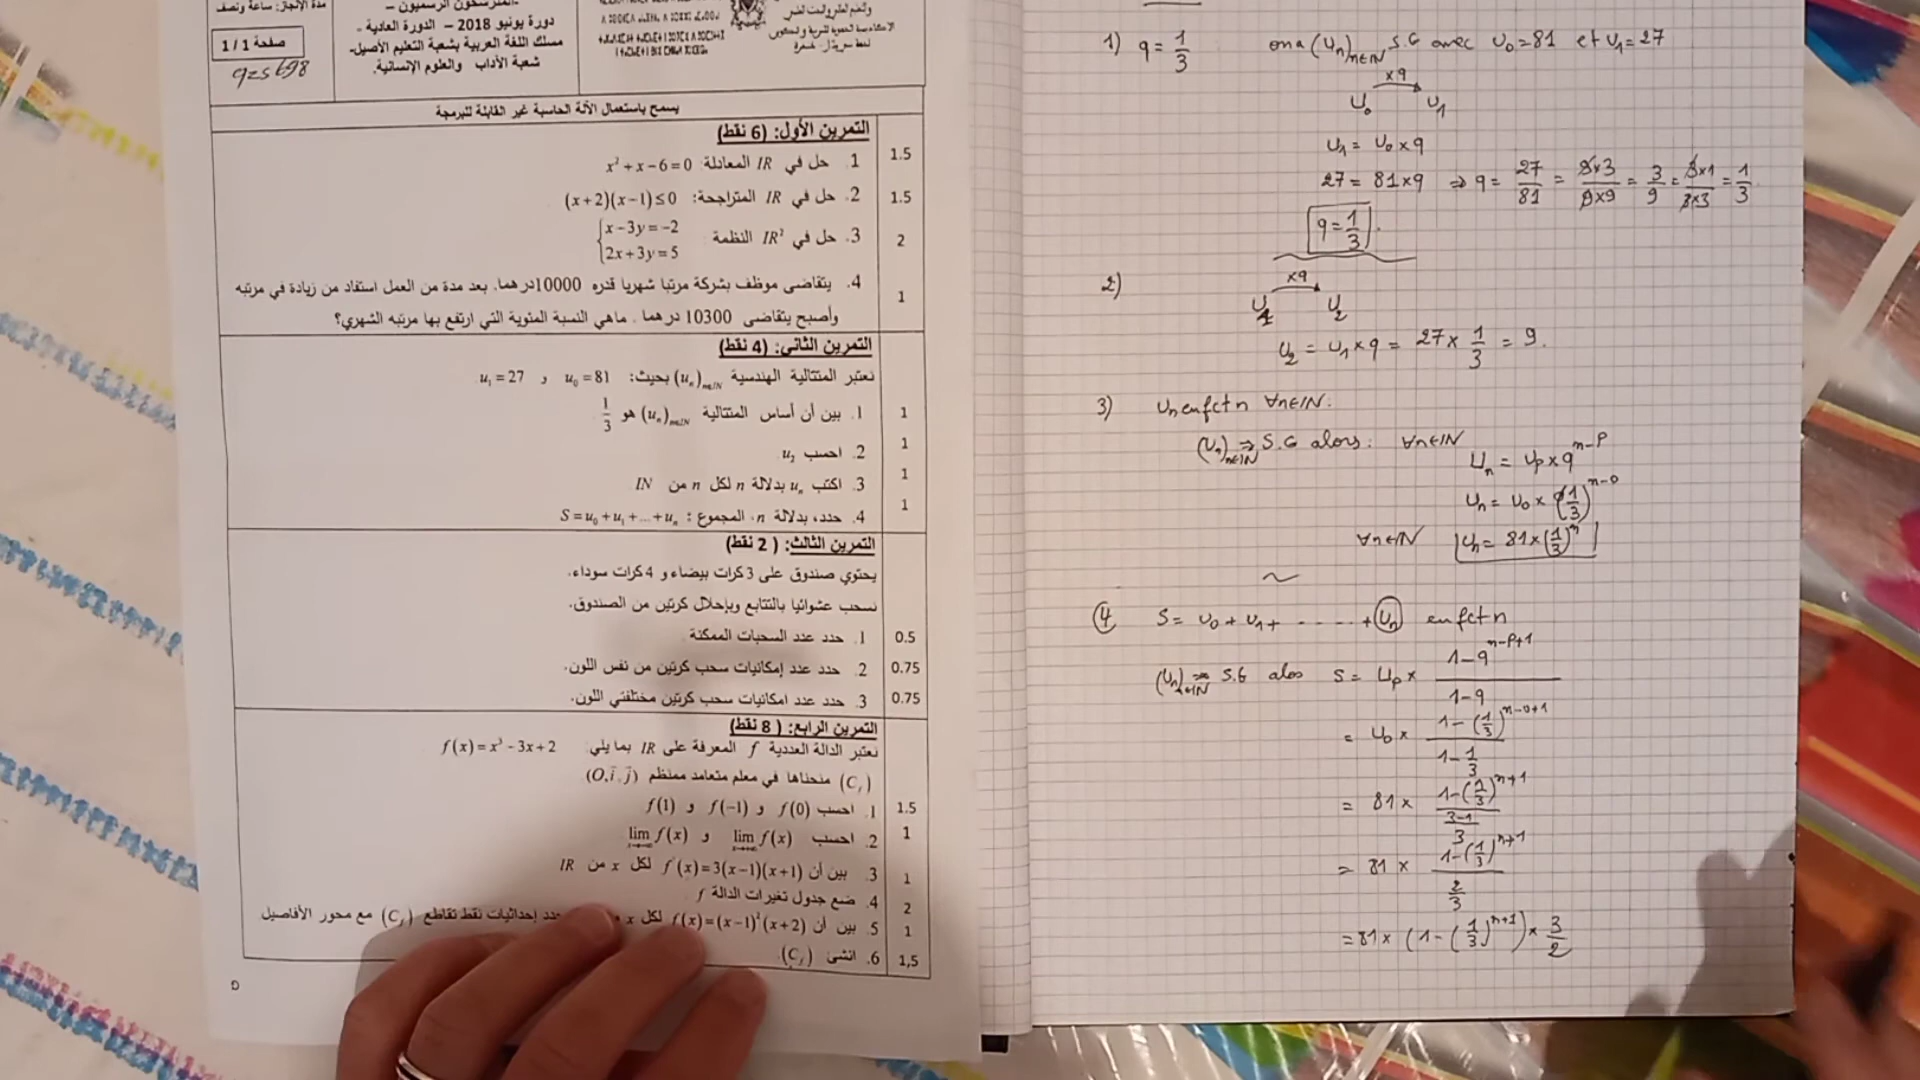 المترشحون الرسميون –
دورة يونيو 2018 – الدورة العادية -
مسلك اللغة العربية بشعبة التعليم الأصيل-
شعبة الآداب والعلوم الإنسانية.
مدة الإنجاز: ساعة ونصف
صفحة 1 / 1
يسمح باستعمال الآلة الحاسبة غير القابلة للبرمجة
التمرين الأول: (6 نقط)
1. حل في IR المعادلة x² + x − 6 = 0 1.5
2. حل في IR المتراجحة: (x+2)(x−1) ≤ 0 1.5
3. حل في IR² النظمة { x − 3y = −2 2
2x + 3y = 5
4. يتقاضى موظف بشركة مرتبا شهريا قدره 10000درهما. بعد مدة من العمل استفاد من زيادة في مرتبه 1
وأصبح يتقاضى 10300 درهما . ماهي النسبة المئوية التي ارتفع بها مرتبه الشهري؟
التمرين الثاني: (4 نقط)
نعتبر المتتالية الهندسية (uₙ)n∈IN بحيث: u₀ = 81 و u₁ = 27
1. بين أن أساس المتتالية (uₙ)n∈IN هو 1/3 1
2. احسب u₂ 1
3. اكتب uₙ بدلالة n لكل n من IN 1
4. حدد، بدلالة n، المجموع : S = u₀ + u₁ + ... + uₙ 1
التمرين الثالث: ( 2 نقط)
يحتوي صندوق على 3 كرات بيضاء و 4 كرات سوداء.
نسحب عشوائيا بالتتابع وبإحلال كرتين من الصندوق.
1. حدد عدد السحبات الممكنة 0.5
2. حدد عدد إمكانيات سحب كرتين من نفس اللون. 0.75
3. حدد عدد امكانيات سحب كرتين مختلفتي اللون. 0.75
التمرين الرابع: ( 8 نقط)
نعتبر الدالة العددية f المعرفة على IR بما يلي f(x) = x³ − 3x + 2
(C_f) منحناها في معلم متعامد ممنظم (O, i, j)
1. احسب f(0) و f(−1) و f(1) 1.5
2. احسب lim f(x) و lim f(x) 1
3. بين أن f'(x) = 3(x−1)(x+1) لكل x من IR 1
4. ضع جدول تغيرات الدالة f 2
5. بين أن f(x) = (x−1)²(x+2) لكل x إحداثيات نقط تقاطع (C_f) مع محور الأفاصيل 1
6. انشئ (C_f). 1,5
1) q = 1/3 on a (Un)n∈IN S.G avec U₀ = 81 et U₁ = 27
×q
U₀ U₁
U₁ = U₀ × q
27 = 81 × q ⇒ q = 27/81 = 9×3/9×9 = 3/9 = 3×1/3×3 = 1/3
q = 1/3 .
2) ×q
U₁ U₂
U₂ = U₁ × q = 27 × 1/3 = 9.
3) Un en fct n ∀n∈IN.
(Un)n∈IN S.G alors: ∀n∈IN
Un = Up × q^(n−p)
Un = U₀ × (1/3)^(n−0)
∀n∈IN Un = 81 × (1/3)^n
④ S = U₀ + U₁ + - - - - - + Un en fct n
(Un)n∈IN S.G alos S = Up × (1 − q^(n−p+1))/(1 − q)
= U₀ × (1 − (1/3)^(n−0+1))/(1 − 1/3)
= 81 × (1 − (1/3)^(n+1))/((3−1)/3)
= 81 × (1 − (1/3)^(n+1))/(2/3)
= 81 × (1 − (1/3)^(n+1)) × 3/2